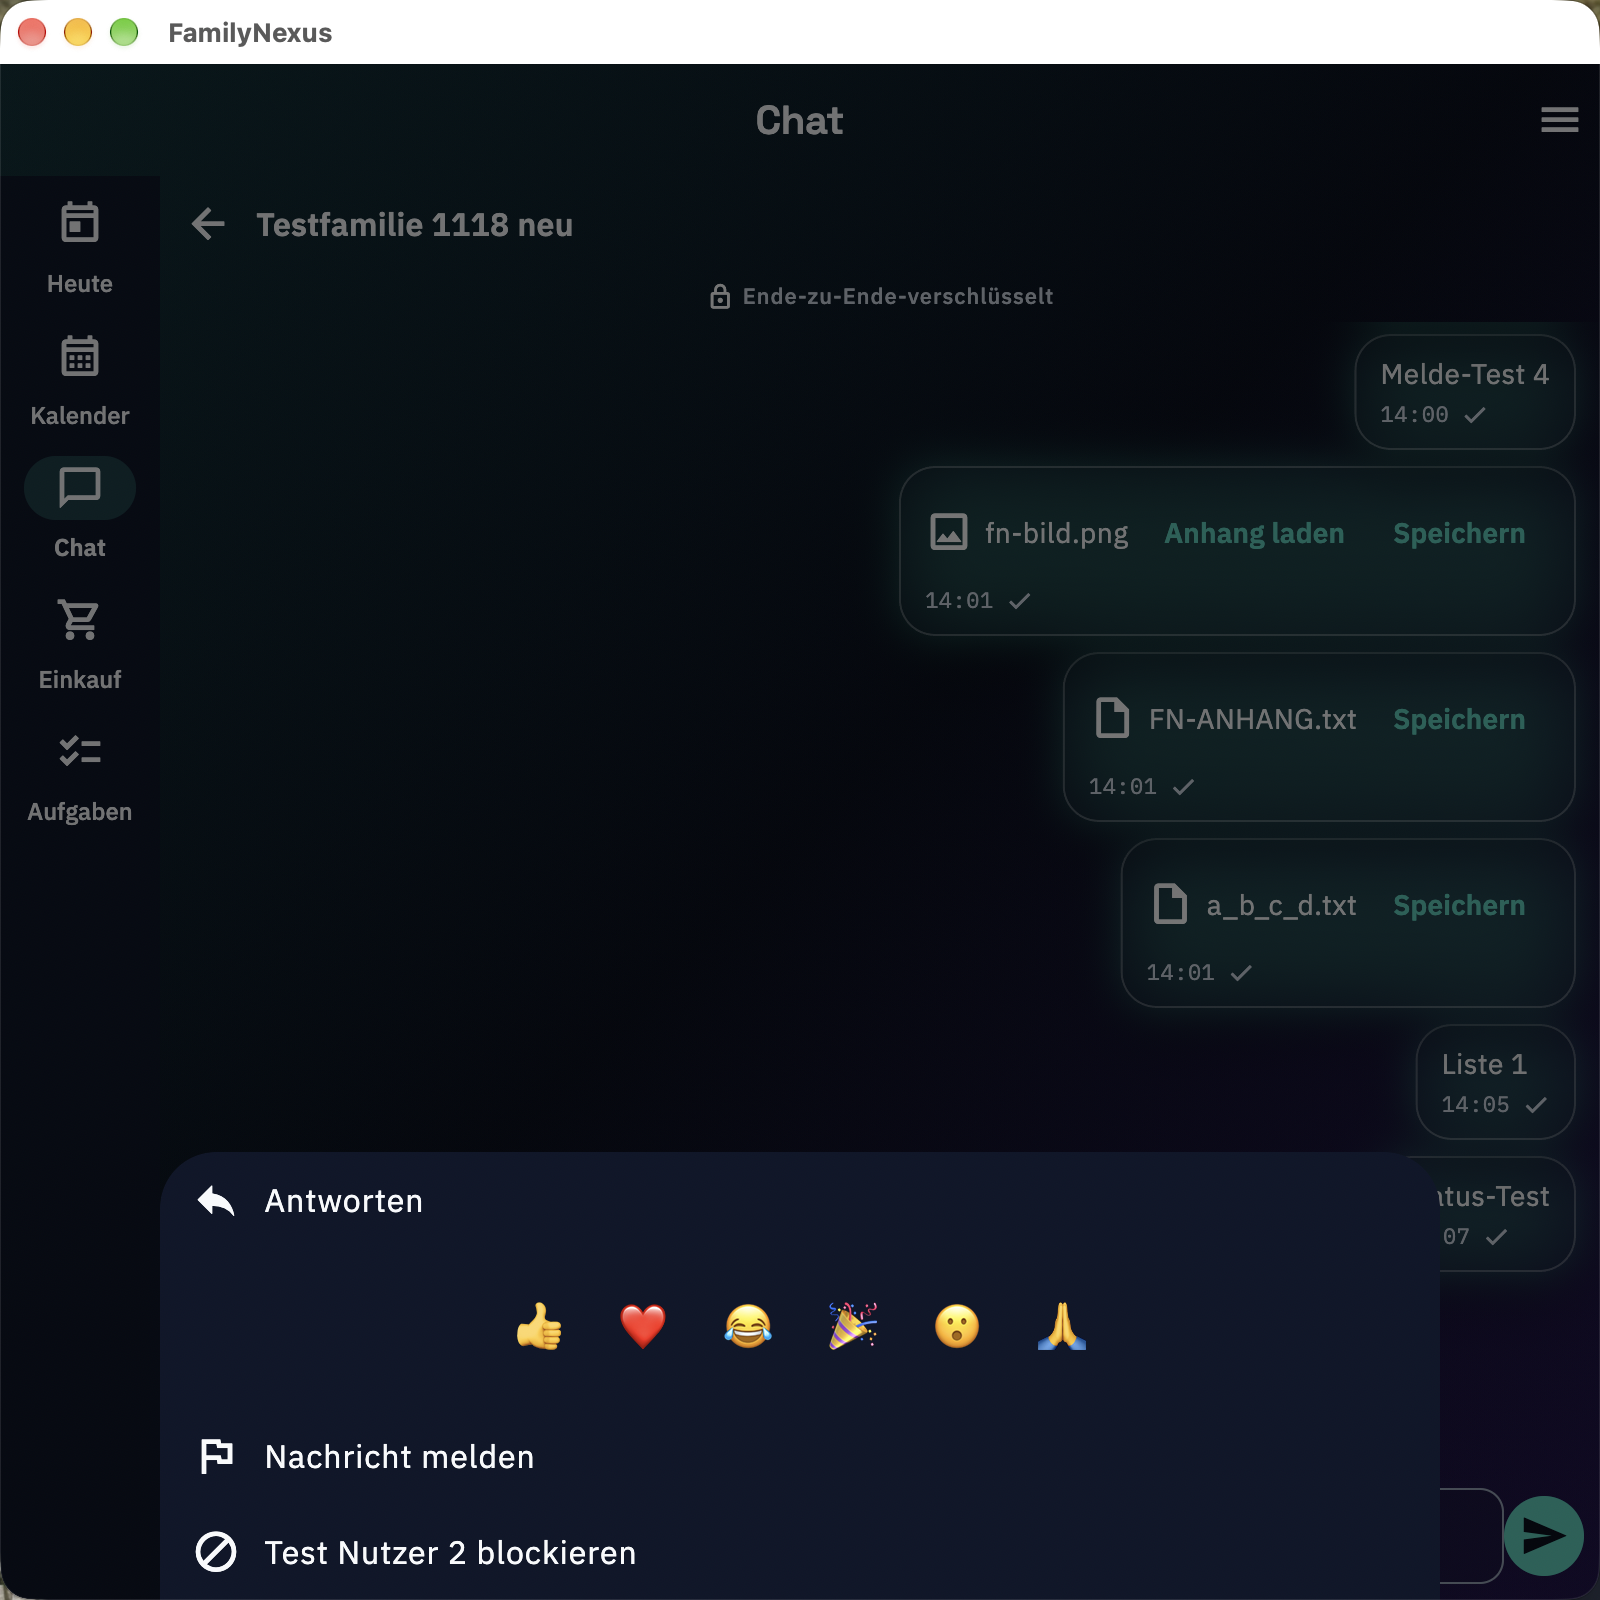 FamilyNexus
Chat
Heute
Kalender
Chat
Einkauf
Aufgaben
Testfamilie 1118 neu
Ende-zu-Ende-verschlüsselt
Melde-Test 4
14:00
fn-bild.png Anhang laden Speichern
14:01
FN-ANHANG.txt Speichern
14:01
a_b_c_d.txt Speichern
14:01
Liste 1
14:05
atus-Test
07
Antworten
Nachricht melden
Test Nutzer 2 blockieren